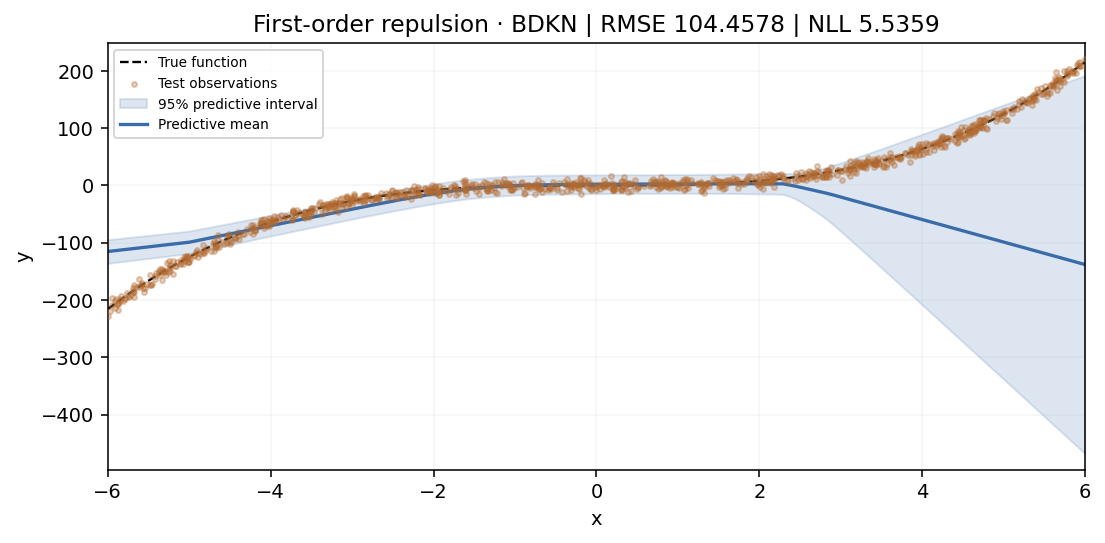 First-order repulsion · BDKN | RMSE 104.4578 | NLL 5.5359
True function
Test observations
95% predictive interval
Predictive mean
y
200
100
0
−100
−200
−300
−400
−6
−4
−2
0
2
4
6
x